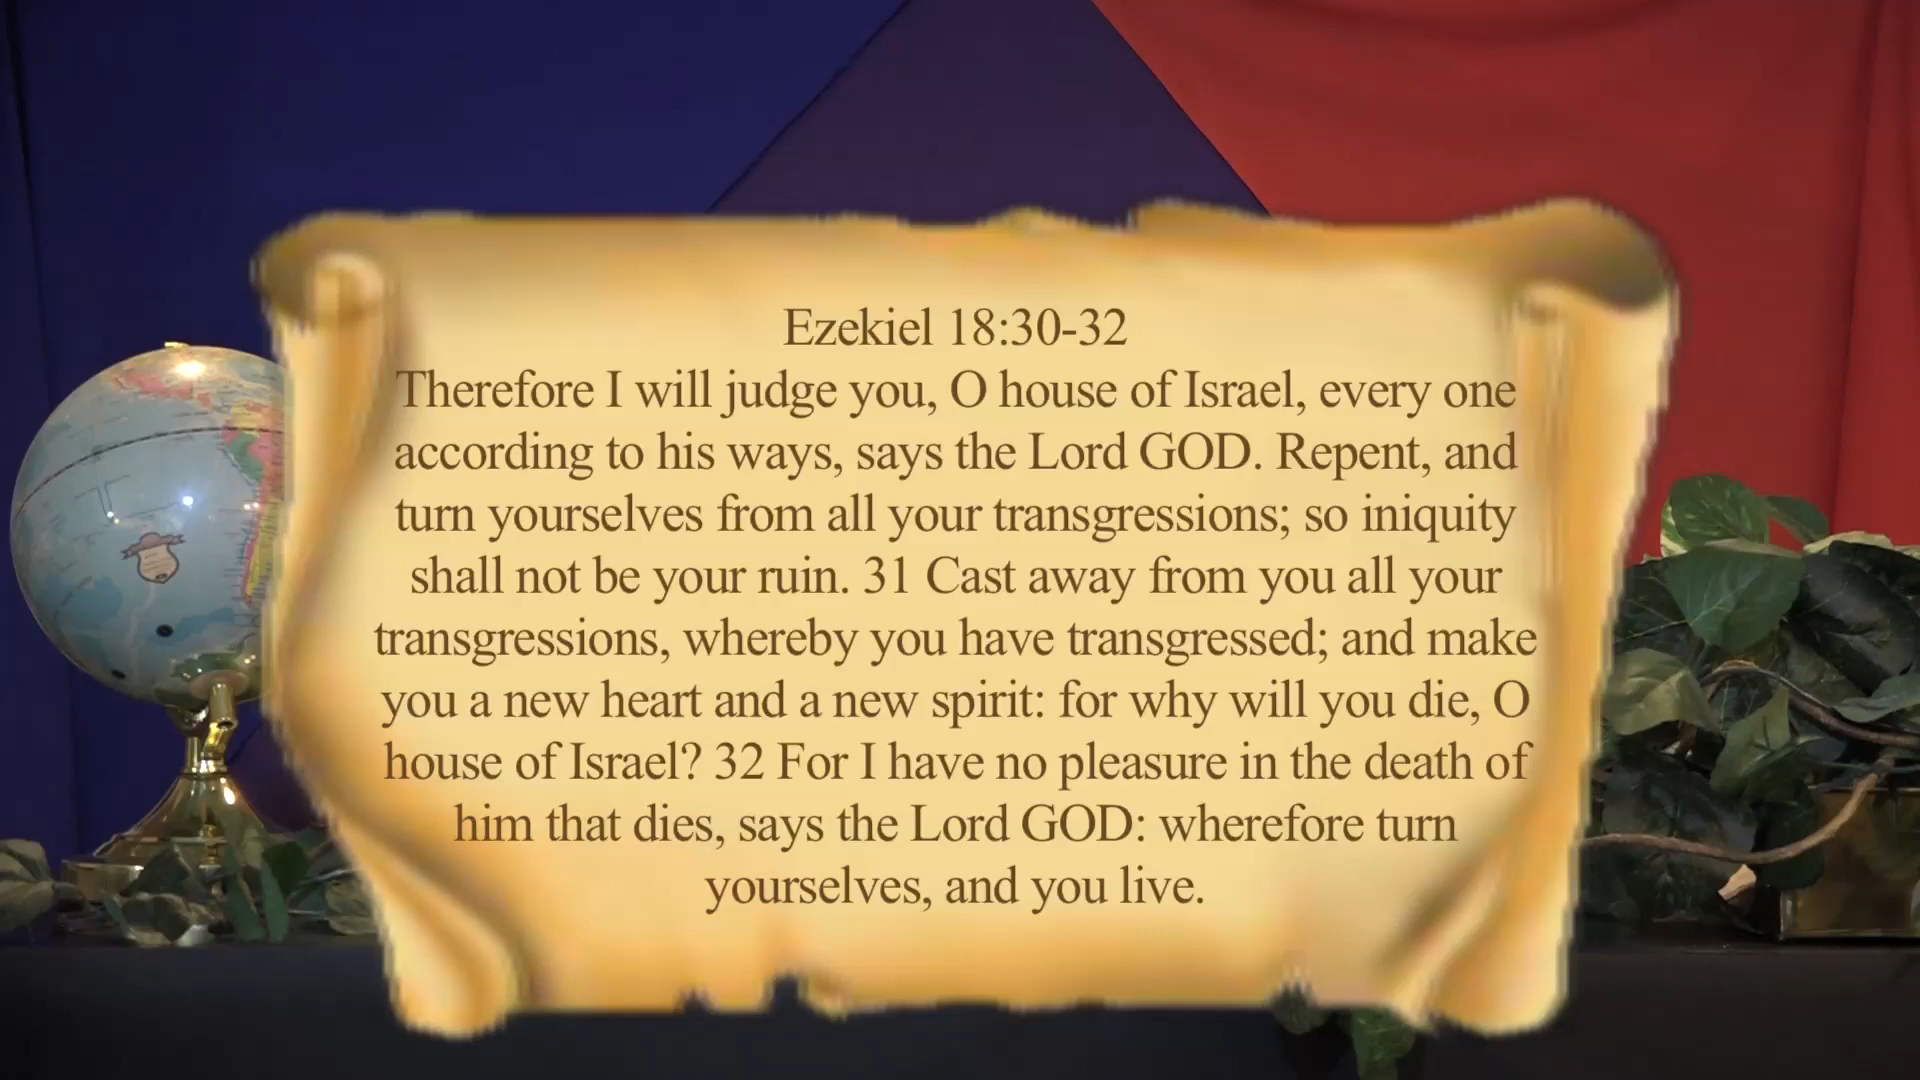 Ezekiel 18:30-32
Therefore I will judge you, O house of Israel, every one
according to his ways, says the Lord GOD. Repent, and
turn yourselves from all your transgressions; so iniquity
shall not be your ruin. 31 Cast away from you all your
transgressions, whereby you have transgressed; and make
you a new heart and a new spirit: for why will you die, O
house of Israel? 32 For I have no pleasure in the death of
him that dies, says the Lord GOD: wherefore turn
yourselves, and you live.